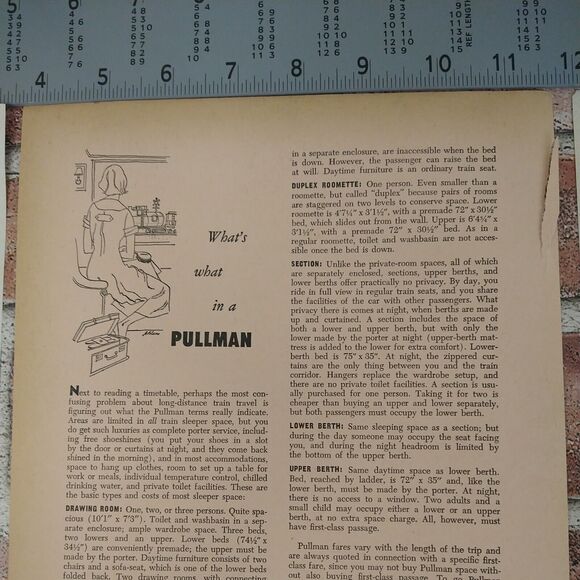 4 5 6 7 8 9 10 11 12
REF LENGTH
What's
what
in a
PULLMAN
Next to reading a timetable, perhaps the most con-
fusing problem about long-distance train travel is
figuring out what the Pullman terms really indicate.
Areas are limited in all train sleeper space, but you
do get such luxuries as complete porter service, includ-
ing free shoeshines (you put your shoes in a slot
by the door or curtains at night, and they come back
shined in the morning), and in most accommodations,
space to hang up clothes, room to set up a table for
work or meals, individual temperature control, chilled
drinking water, and private toilet facilities. These are
the basic types and costs of most sleeper space:
DRAWING ROOM: One, two, or three persons. Quite spa-
cious (10'1" x 7'3"). Toilet and washbasin in a sep-
arate enclosure; ample wardrobe space. Three beds,
two lowers and an upper. Lower beds (74½" x
34½") are conveniently premade; the upper must be
made by the porter. Daytime furniture consists of two
chairs and a sofa-seat, which is one of the lower beds
folded back. Two drawing rooms, with connecting
in a separate enclosure, are inaccessible when the bed
is down. However, the passenger can raise the bed
at will. Daytime furniture is an ordinary train seat.
DUPLEX ROOMETTE: One person. Even smaller than a
roomette, but called "duplex" because pairs of rooms
are staggered on two levels to conserve space. Lower
roomette is 4'7¼" x 3'1½", with a premade 72" x 30½"
bed, which slides out from the wall. Upper is 6'4¼" x
3'1½", with a premade 72" x 30½" bed. As in a
regular roomette, toilet and washbasin are not acces-
sible once the bed is down.
SECTION: Unlike the private-room spaces, all of which
are separately enclosed, sections, upper berths, and
lower berths offer practically no privacy. By day, you
ride in full view in regular train seats, and you share
the facilities of the car with other passengers. What
privacy there is comes at night, when berths are made
up and curtained. A section includes the space of
both a lower and upper berth, but with only the
lower made by the porter at night (upper-berth mat-
tress is added to the lower for extra comfort). Lower-
berth bed is 75" x 35". At night, the zippered cur-
tains are the only thing between you and the train
corridor. Hangers replace the wardrobe setup, and
there are no private toilet facilities. A section is usu-
ally purchased for one person. Taking it for two is
cheaper than buying an upper and lower separately,
but both passengers must occupy the lower berth.
LOWER BERTH: Same sleeping space as a section; but
during the day someone may occupy the seat facing
you, and during the night headroom is limited by
the bottom of the upper berth.
UPPER BERTH: Same daytime space as lower berth.
Bed, reached by ladder, is 72" x 35" and, like the
lower berth, must be made by the porter. At night,
there is no access to a window. Two adults and a
small child may occupy either a lower or an upper
berth, at no extra space charge. All, however, must
have first-class passage.
Pullman fares vary with the length of the trip and
are always quoted in connection with a specific first-
class fare, since you may not buy Pullman space with-
out also buying first-class passage. To go Pullman